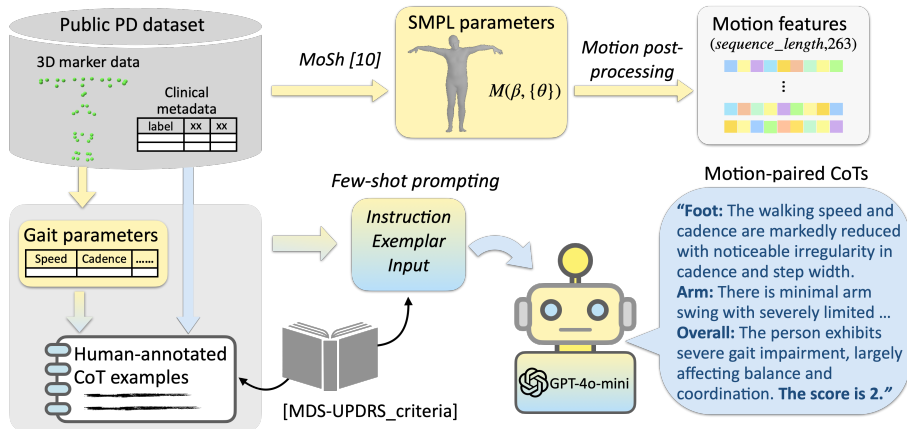 Public PD dataset
3D marker data
Clinical
metadata
label xx xx
MoSh [10]
SMPL parameters
M(β, {θ})
Motion post-
processing
Motion features
(sequence_length,263)
⋮
Gait parameters
Speed Cadence ......
Human-annotated
CoT examples
Few-shot prompting
Instruction
Exemplar
Input
[MDS-UPDRS_criteria]
GPT-4o-mini
Motion-paired CoTs
“Foot: The walking speed and
cadence are markedly reduced
with noticeable irregularity in
cadence and step width.
Arm: There is minimal arm
swing with severely limited ...
Overall: The person exhibits
severe gait impairment, largely
affecting balance and
coordination. The score is 2.”